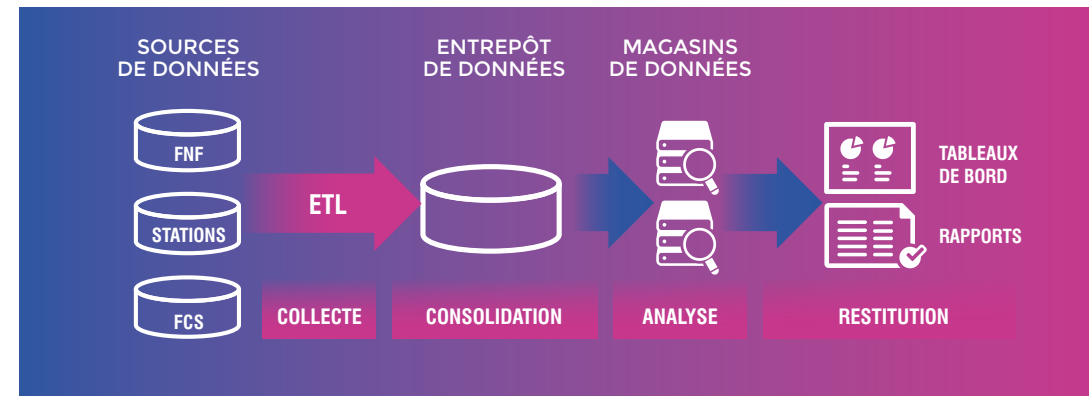 SOURCES
DE DONNÉES
ENTREPÔT
DE DONNÉES
MAGASINS
DE DONNÉES
FNF
STATIONS
FCS
ETL
TABLEAUX
DE BORD
RAPPORTS
COLLECTE
CONSOLIDATION
ANALYSE
RESTITUTION